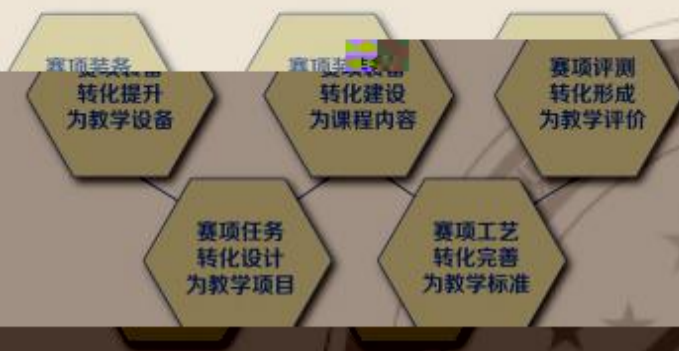 赛项装备
转化提升
为教学设备
赛项
转化建设
为课程内容
赛项评测
转化形成
为教学评价
赛项任务
转化设计
为教学项目
赛项工艺
转化完善
为教学标准